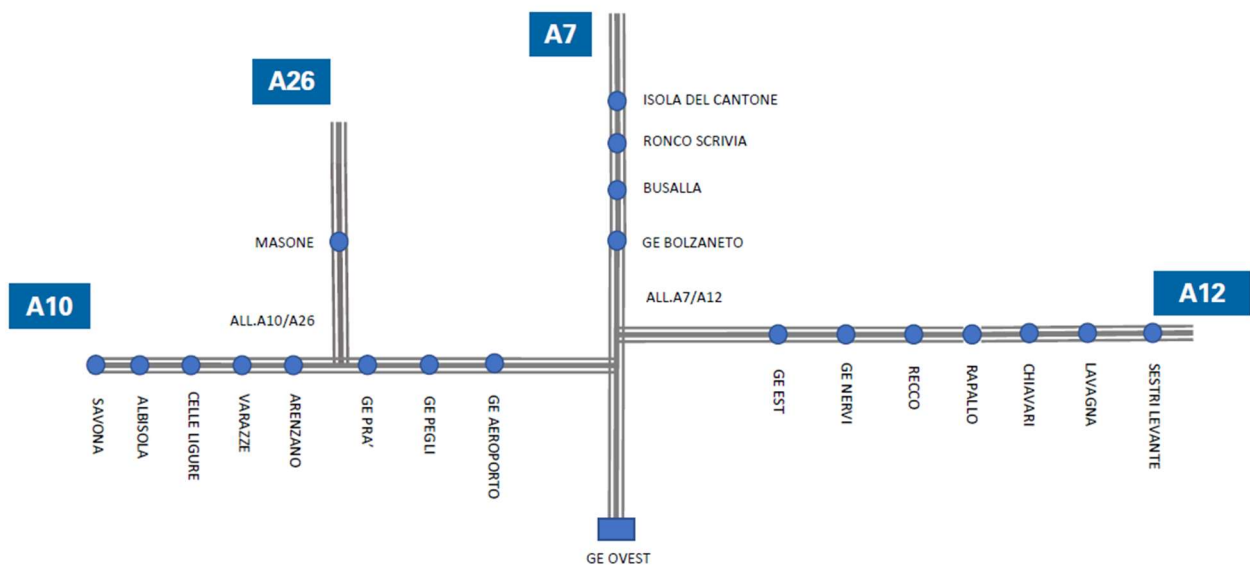 A7
A26
ISOLA DEL CANTONE
RONCO SCRIVIA
BUSALLA
MASONE
GE BOLZANETO
A10
ALL.A10/A26
ALL.A7/A12
A12
SAVONA
ALBISOLA
CELLE LIGURE
VARAZZE
ARENZANO
GE PRA’
GE PEGLI
GE AEROPORTO
GE EST
GE NERVI
RECCO
RAPALLO
CHIAVARI
LAVAGNA
SESTRI LEVANTE
GE OVEST